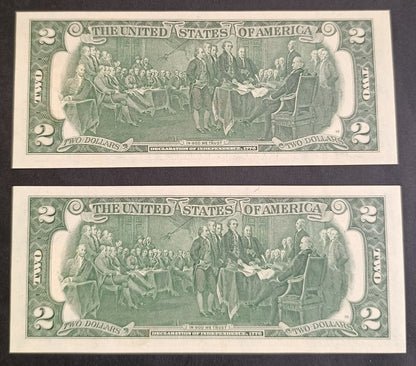 2 THE UNITED STATES OF AMERICA 2
TWO TWO
2 TWO DOLLARS IN GOD WE TRUST TWO DOLLARS 2
DECLARATION OF INDEPENDENCE, 1776
2 THE UNITED STATES OF AMERICA 2
TWO TWO
2 TWO DOLLARS IN GOD WE TRUST TWO DOLLARS 2
DECLARATION OF INDEPENDENCE, 1776